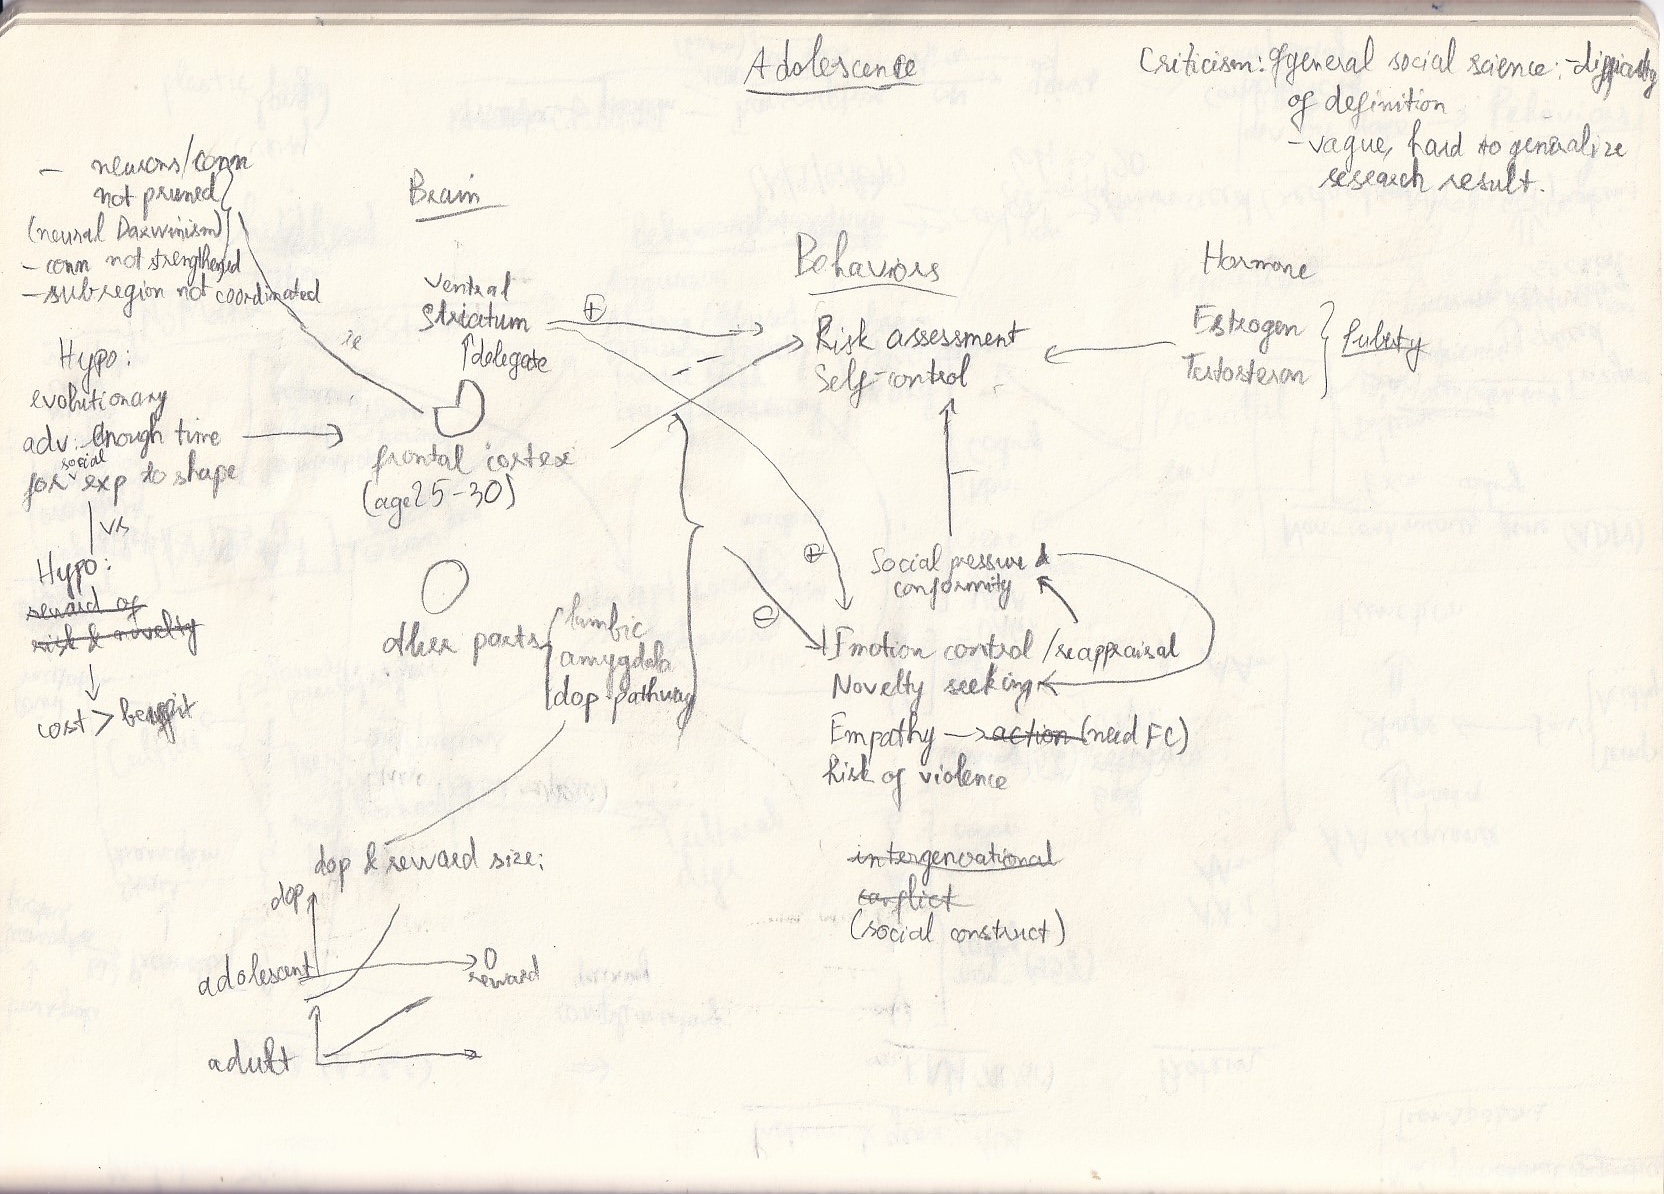 Adolescence
Criticism: of general social science: -
of definition
- vague, hard to generalize
research result.
- neurons/conn
not pruned
(neural Darwinism)
- conn not strengthened
- subregion not coordinated
Hypo:
evolutionary
adv: enough time
for social exp to shape
vs
Hypo:
reward of
risk & novelty
cost > benefit
Brain
ventral
striatum
delegate
ie
frontal cortex
(age 25-30)
other parts
limbic
amygdala
dop-pathway
dop & reward size:
dop
adolescent
0
reward
adult
Behaviors
+
-
Risk assessment
Self-control
-
+
-
Social pressure &
conformity
Emotion control / reappraisal
Novelty seeking
Empathy → action (need FC)
Risk of violence
intergenerational
conflict
(social construct)
Hormone
Estrogen
Testosteron
Puberty